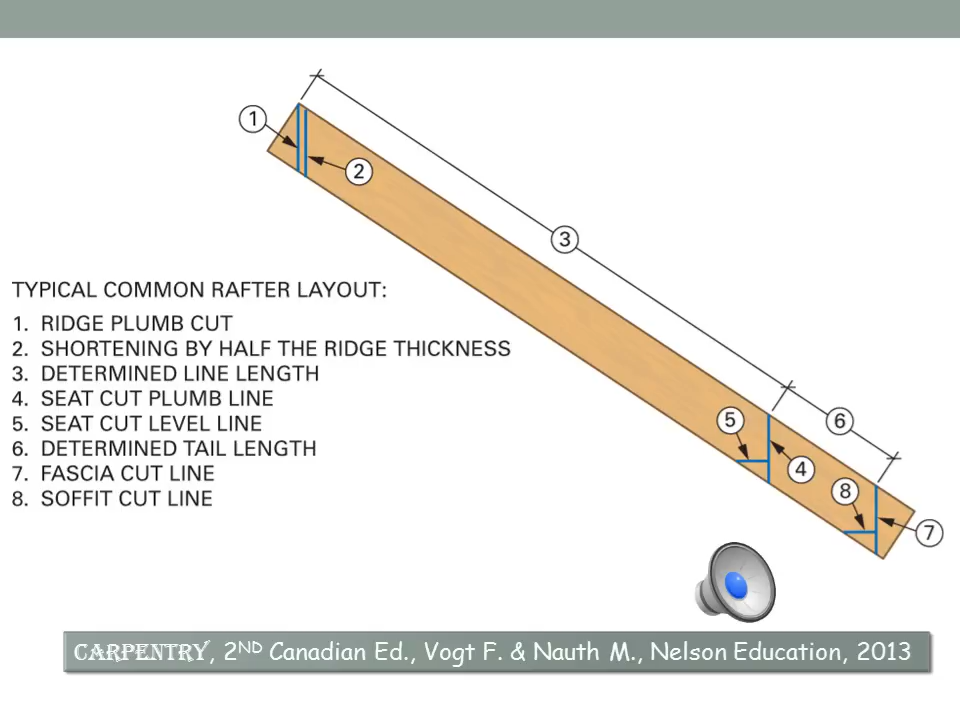 1
2
3
TYPICAL COMMON RAFTER LAYOUT:
1. RIDGE PLUMB CUT
2. SHORTENING BY HALF THE RIDGE THICKNESS
3. DETERMINED LINE LENGTH
4. SEAT CUT PLUMB LINE
5. SEAT CUT LEVEL LINE
6. DETERMINED TAIL LENGTH
7. FASCIA CUT LINE
8. SOFFIT CUT LINE
5
6
4
8
7
CARPENTRY, 2ND Canadian Ed., Vogt F. & Nauth M., Nelson Education, 2013